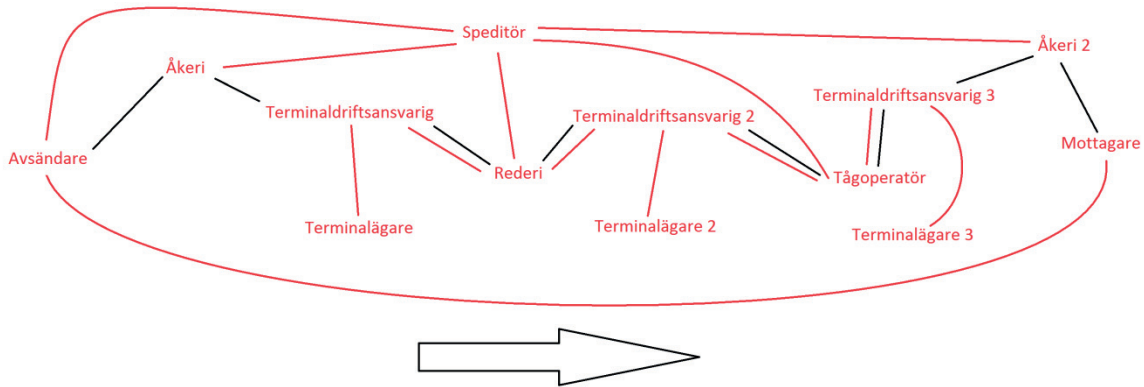 Speditör
Åkeri
Åkeri 2
Terminaldriftsansvarig
Terminaldriftsansvarig 2
Terminaldriftsansvarig 3
Avsändare
Rederi
Tågoperatör
Mottagare
Terminalägare
Terminalägare 2
Terminalägare 3